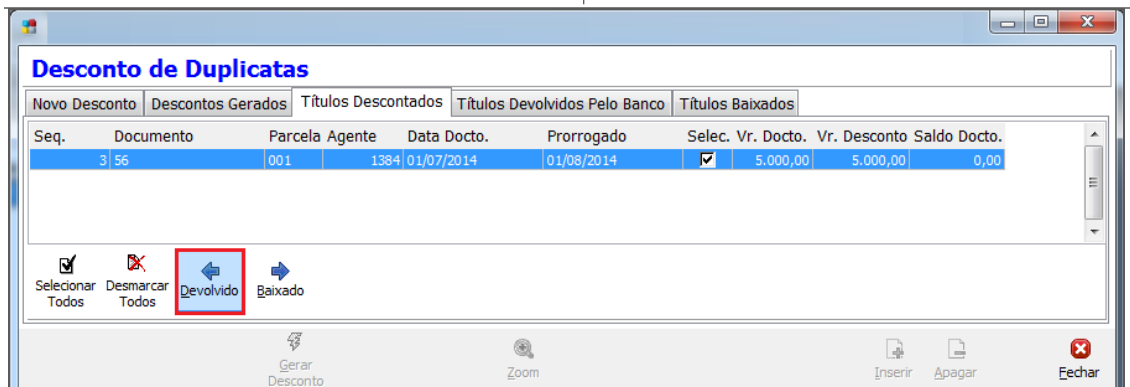 Desconto de Duplicatas
Novo Desconto Descontos Gerados Títulos Descontados Títulos Devolvidos Pelo Banco Títulos Baixados
Seq. Documento Parcela Agente Data Docto. Prorrogado Selec. Vr. Docto. Vr. Desconto Saldo Docto.
3 56 001 1384 01/07/2014 01/08/2014 5.000,00 5.000,00 0,00
Selecionar Todos
Desmarcar Todos
Devolvido
Baixado
Gerar Desconto
Zoom
Inserir
Apagar
Fechar